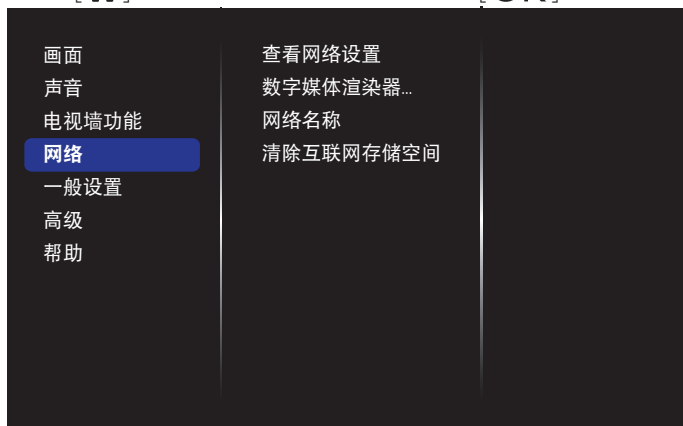 画面
声音
电视墙功能
网络
一般设置
高级
帮助
查看网络设置
数字媒体渲染器...
网络名称
清除互联网存储空间